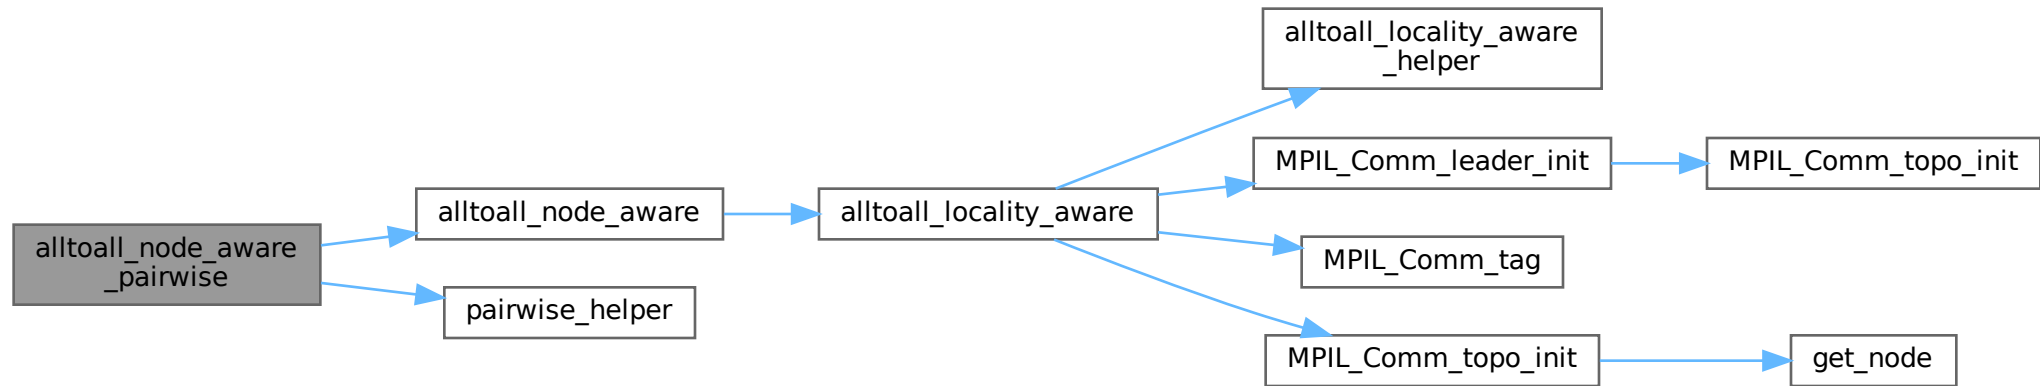 alltoall_node_aware
_pairwise
alltoall_node_aware
pairwise_helper
alltoall_locality_aware
alltoall_locality_aware
_helper
MPIL_Comm_leader_init
MPIL_Comm_topo_init
MPIL_Comm_tag
MPIL_Comm_topo_init
get_node